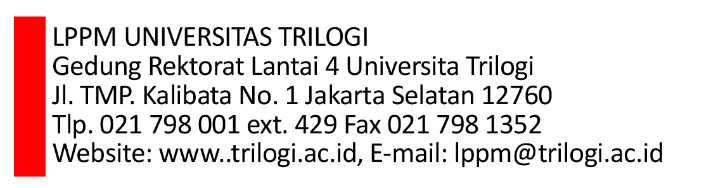 LPPM UNIVERSITAS TRILOGI
Gedung Rektorat Lantai 4 Universita Trilogi
Jl. TMP. Kalibata No. 1 Jakarta Selatan 12760
Tlp. 021 798 001 ext. 429 Fax 021 798 1352
Website: www..trilogi.ac.id, E-mail: lppm@trilogi.ac.id